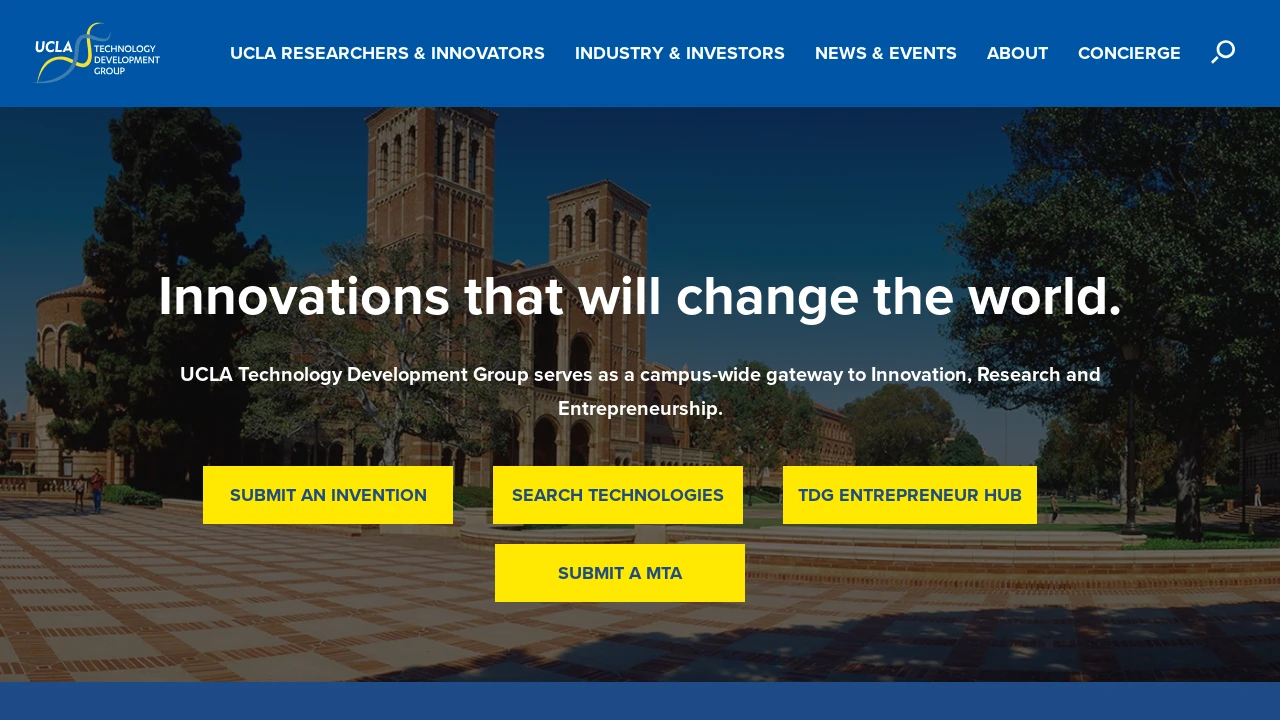 UCLA
TECHNOLOGY
DEVELOPMENT
GROUP
UCLA RESEARCHERS & INNOVATORS
INDUSTRY & INVESTORS
NEWS & EVENTS
ABOUT
CONCIERGE
Innovations that will change the world.
UCLA Technology Development Group serves as a campus-wide gateway to Innovation, Research and
Entrepreneurship.
SUBMIT AN INVENTION
SEARCH TECHNOLOGIES
TDG ENTREPRENEUR HUB
SUBMIT A MTA